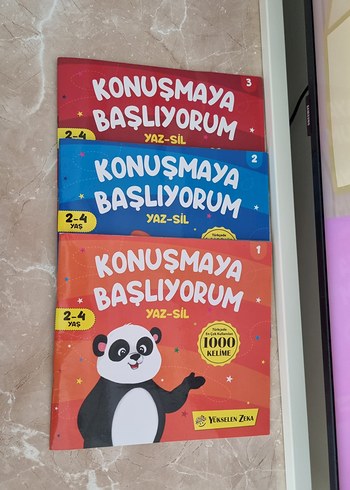 3
KONUŞMAYA
BAŞLIYORUM
2-4
YAZ-SİL
2
KONUŞMAYA
BAŞLIYORUM
2-4
YAŞ
YAZ-SİL
1
KONUŞMAYA
BAŞLIYORUM
2-4
YAŞ
YAZ-SİL
Türkçede
En Çok Kullanılan
1000
KELİME
YÜKSELEN ZEKA